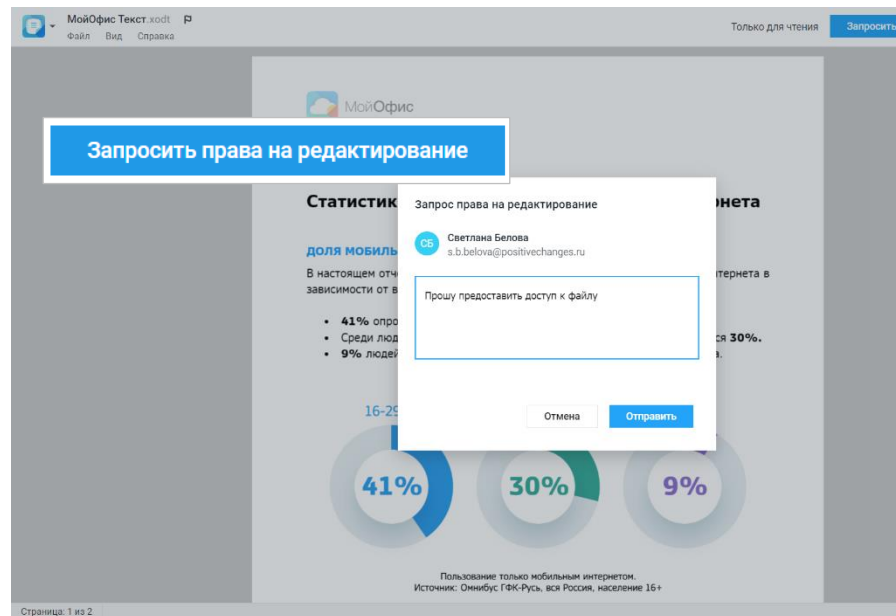 МойОфис Текст.xodt
Файл Вид Справка
Только для чтения
Запросить
МойОфис
Запросить права на редактирование
Статистик
нета
Запрос права на редактирование
СБ
Светлана Белова
s.b.belova@positivechanges.ru
ДОЛЯ МОБИЛЬ
В настоящем отч
тернета в
зависимости от в
Прошу предоставить доступ к файлу
• 41% опро
• Среди люд
ся 30%.
• 9% людей
а.
16-29
Отмена
Отправить
41%
30%
9%
Пользование только мобильным интернетом.
Источник: Омнибус ГФК-Русь, вся Россия, население 16+
Страница: 1 из 2